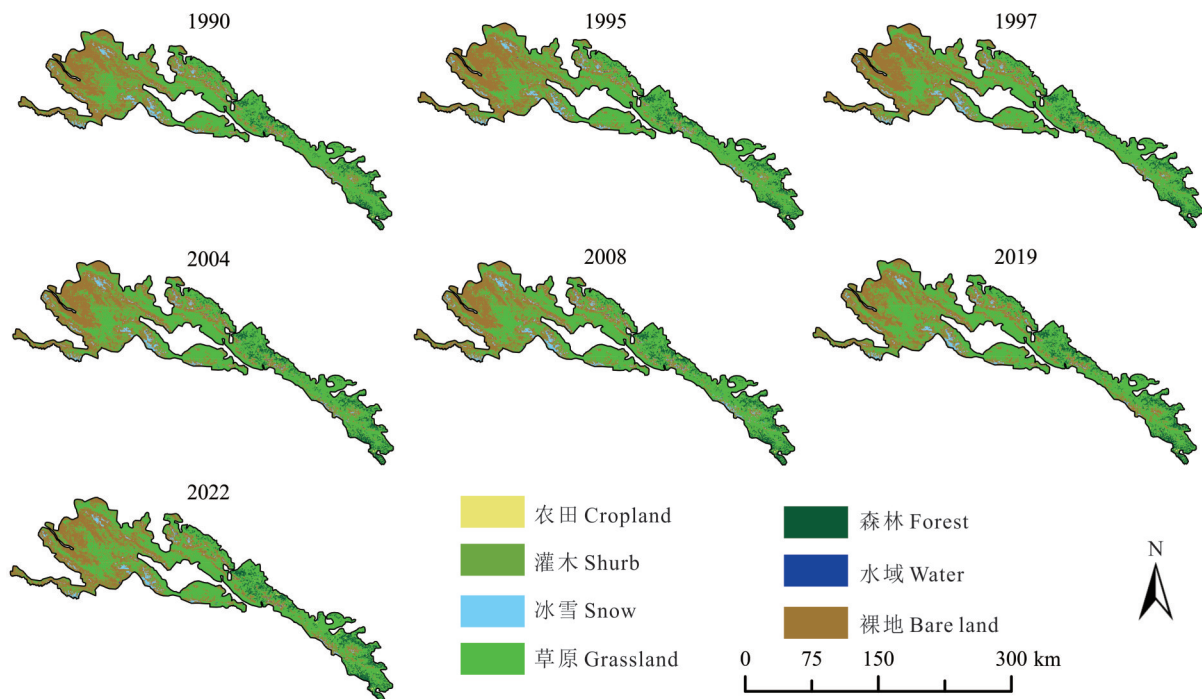 1990
1995
1997
2004
2008
2019
2022
农田 Cropland
灌木 Shurb
冰雪 Snow
草原 Grassland
森林 Forest
水域 Water
裸地 Bare land
N
0 75 150 300 km